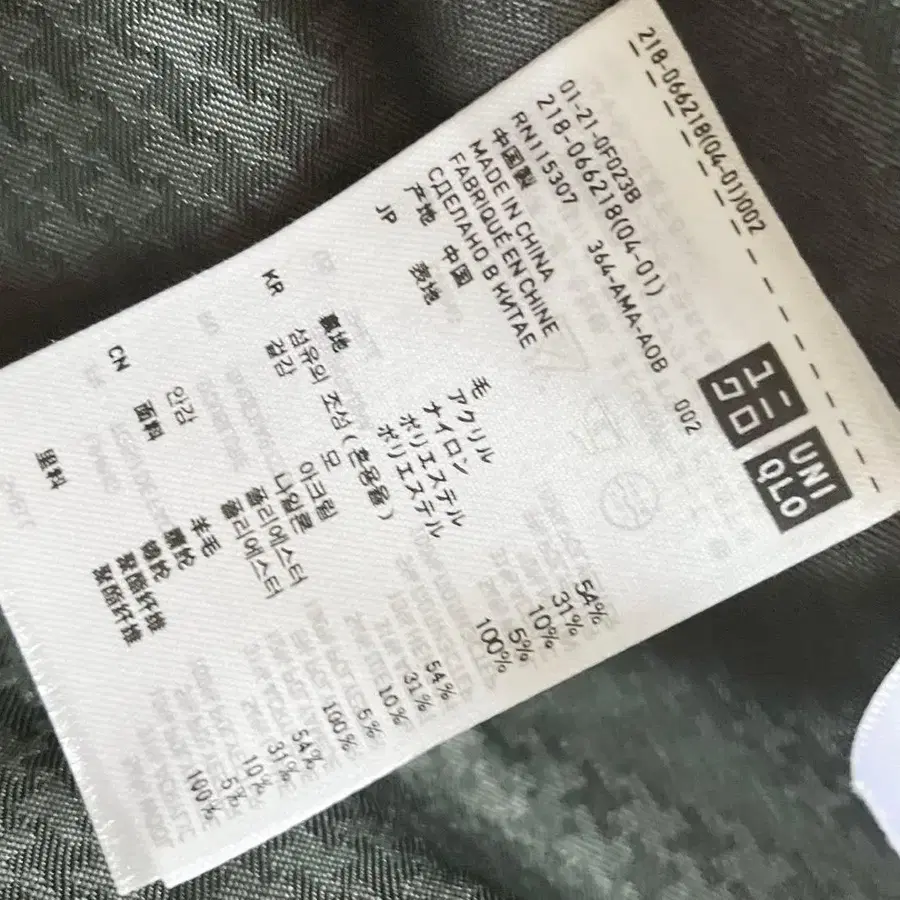 218-066218(04-01)002
ユニ
クロ
UNI
QLO
01-21-0F023B 364-AMA-A0B 002
218-066218(04-01)
RN115307
中国製
MADE IN CHINA
FABRIQUÉ EN CHINE
СДЕЛАНО В КИТАЕ
产地 中国
JP 表地 毛 54%
アクリル 31%
ナイロン 10%
ポリエステル 5%
裏地 ポリエステル 100%
KR 섬유의 조성(혼용율)
겉감 모 54%
아크릴 31%
나일론 10%
폴리에스터 5%
안감 폴리에스터 100%
CN 面料 羊毛 54%
腈纶 31%
锦纶 10%
聚酯纤维 5%
里料 聚酯纤维 100%